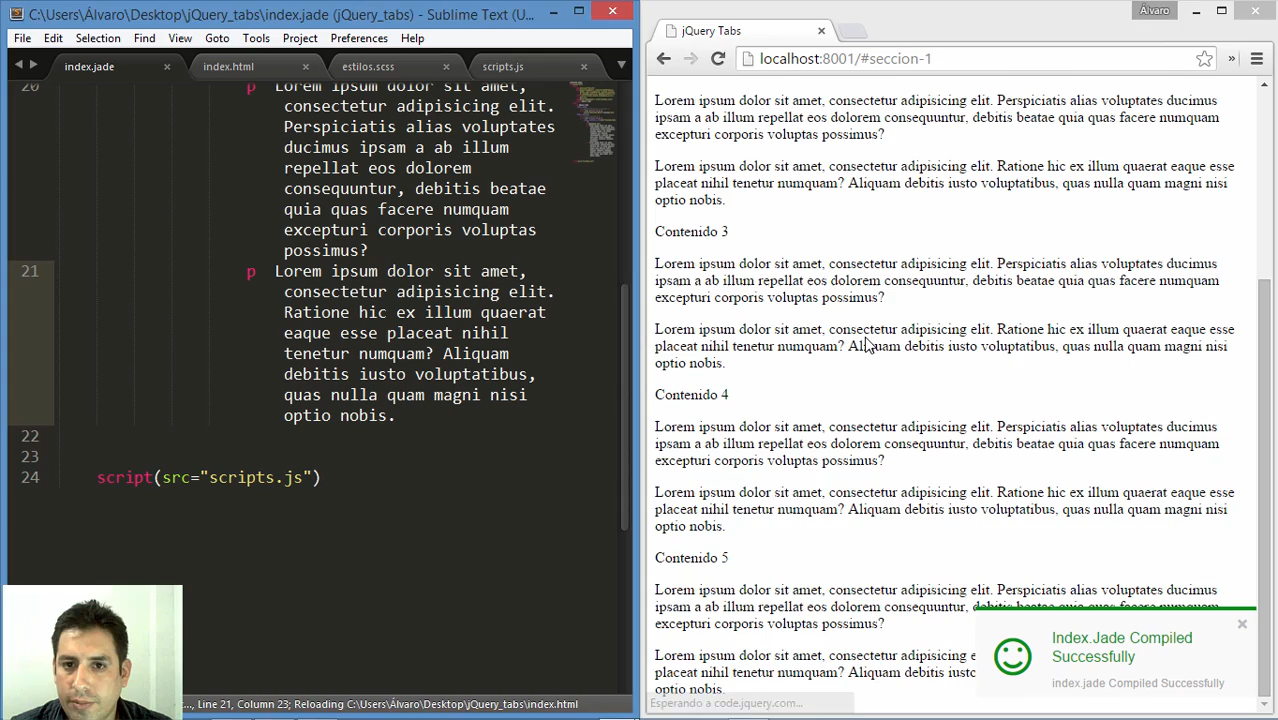 C:\Users\Álvaro\Desktop\jQuery_tabs\index.jade (jQuery_tabs) - Sublime Text (U...
File Edit Selection Find View Goto Tools Project Preferences Help
index.jade × index.html × estilos.scss × scripts.js ×
20 p Lorem ipsum dolor sit amet,
consectetur adipisicing elit.
Perspiciatis alias voluptates
ducimus ipsam a ab illum
repellat eos dolorem
consequuntur, debitis beatae
quia quas facere numquam
excepturi corporis voluptas
possimus?
21 p Lorem ipsum dolor sit amet,
consectetur adipisicing elit.
Ratione hic ex illum quaerat
eaque esse placeat nihil
tenetur numquam? Aliquam
debitis iusto voluptatibus,
quas nulla quam magni nisi
optio nobis.
22
23
24 script(src="scripts.js")
..., Line 21, Column 23; Reloading C:\Users\Álvaro\Desktop\jQuery_tabs\index.html
Álvaro
jQuery Tabs
localhost:8001/#seccion-1
Lorem ipsum dolor sit amet, consectetur adipisicing elit. Perspiciatis alias voluptates ducimus
ipsam a ab illum repellat eos dolorem consequuntur, debitis beatae quia quas facere numquam
excepturi corporis voluptas possimus?
Lorem ipsum dolor sit amet, consectetur adipisicing elit. Ratione hic ex illum quaerat eaque esse
placeat nihil tenetur numquam? Aliquam debitis iusto voluptatibus, quas nulla quam magni nisi
optio nobis.
Contenido 3
Lorem ipsum dolor sit amet, consectetur adipisicing elit. Perspiciatis alias voluptates ducimus
ipsam a ab illum repellat eos dolorem consequuntur, debitis beatae quia quas facere numquam
excepturi corporis voluptas possimus?
Lorem ipsum dolor sit amet, consectetur adipisicing elit. Ratione hic ex illum quaerat eaque esse
placeat nihil tenetur numquam? Aliquam debitis iusto voluptatibus, quas nulla quam magni nisi
optio nobis.
Contenido 4
Lorem ipsum dolor sit amet, consectetur adipisicing elit. Perspiciatis alias voluptates ducimus
ipsam a ab illum repellat eos dolorem consequuntur, debitis beatae quia quas facere numquam
excepturi corporis voluptas possimus?
Lorem ipsum dolor sit amet, consectetur adipisicing elit. Ratione hic ex illum quaerat eaque esse
placeat nihil tenetur numquam? Aliquam debitis iusto voluptatibus, quas nulla quam magni nisi
optio nobis.
Contenido 5
Lorem ipsum dolor sit amet, consectetur adipisicing elit. Perspiciatis alias voluptates ducimus
ipsam a ab illum repellat eos dolorem consequuntur, debitis beatae quia quas facere numquam
excepturi corporis voluptas possimus?
Lorem ipsum dolor sit amet, consectetur adipisicing e
optio nobis.
Esperando a code.jquery.com...
Index.Jade Compiled
Successfully
index.jade Compiled Successfully